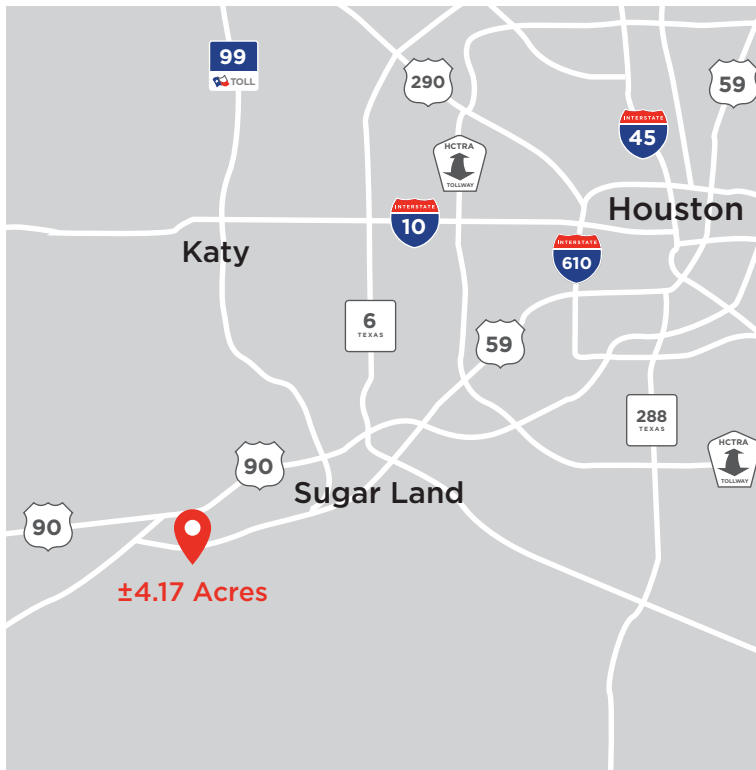 99
TOLL
290
59
INTERSTATE
45
HCTRA
TOLLWAY
Houston
INTERSTATE
10
Katy
INTERSTATE
610
6
TEXAS
59
288
TEXAS
HCTRA
TOLLWAY
90
Sugar Land
90
±4.17 Acres